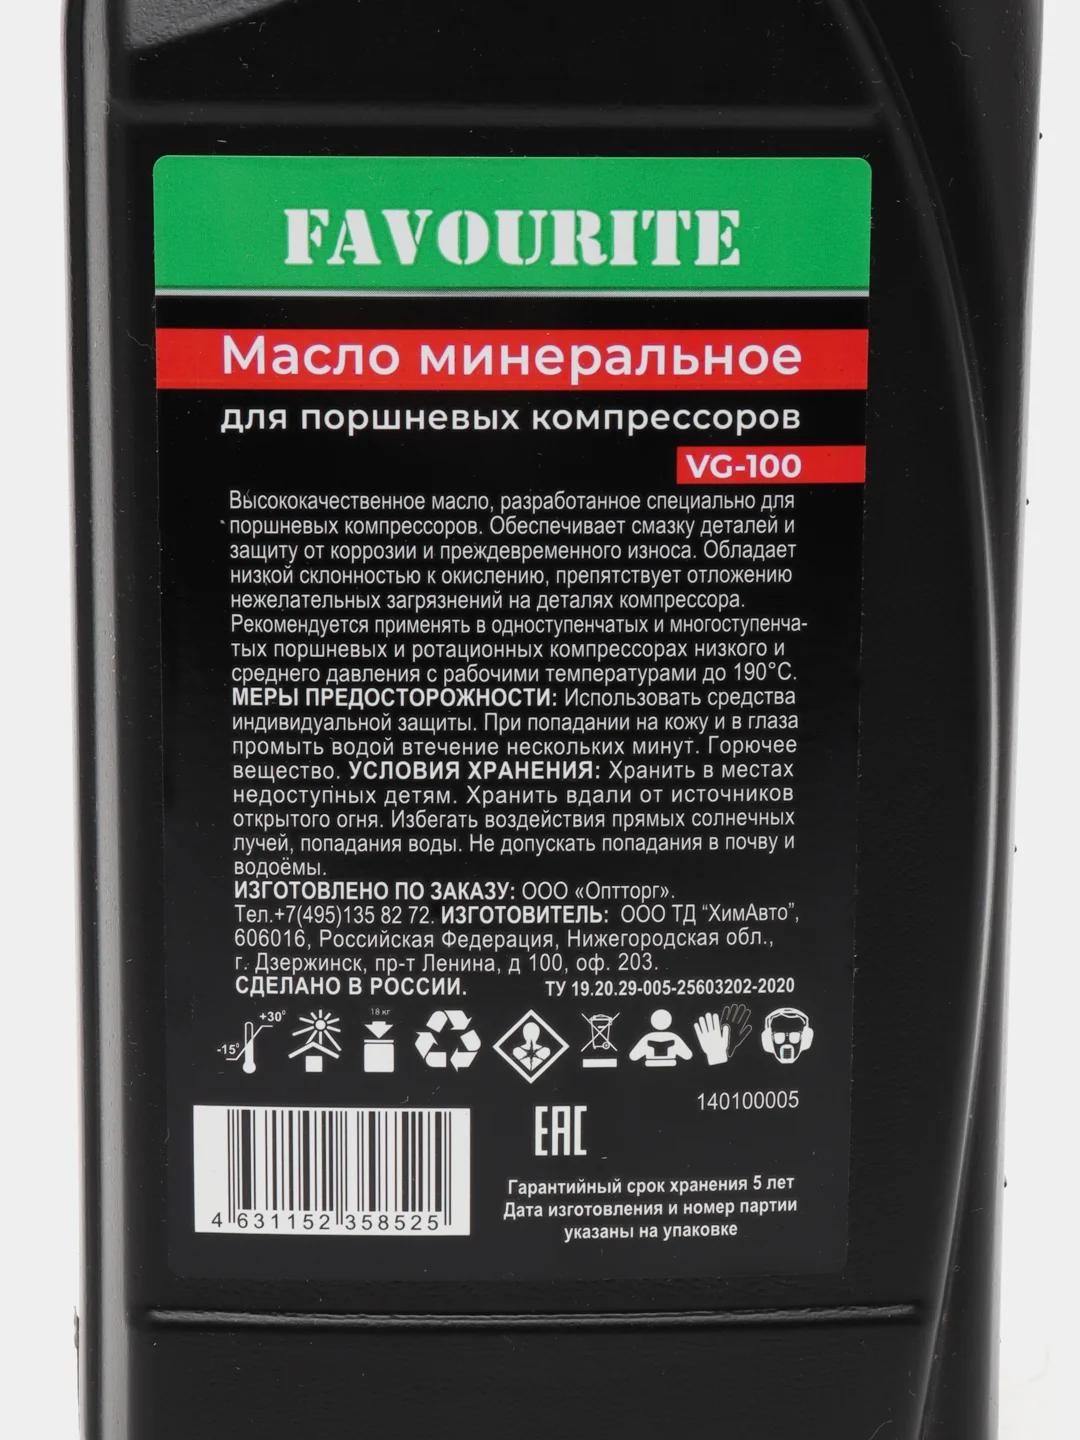 FAVOURITE
Масло минеральное
для поршневых компрессоров
VG-100
Высококачественное масло, разработанное специально для
поршневых компрессоров. Обеспечивает смазку деталей и
защиту от коррозии и преждевременного износа. Обладает
низкой склонностью к окислению, препятствует отложению
нежелательных загрязнений на деталях компрессора.
Рекомендуется применять в одноступенчатых и многоступенча-
тых поршневых и ротационных компрессорах низкого и
среднего давления с рабочими температурами до 190°С.
МЕРЫ ПРЕДОСТОРОЖНОСТИ: Использовать средства
индивидуальной защиты. При попадании на кожу и в глаза
промыть водой втечение нескольких минут. Горючее
вещество. УСЛОВИЯ ХРАНЕНИЯ: Хранить в местах
недоступных детям. Хранить вдали от источников
открытого огня. Избегать воздействия прямых солнечных
лучей, попадания воды. Не допускать попадания в почву и
водоёмы.
ИЗГОТОВЛЕНО ПО ЗАКАЗУ: ООО «Оптторг».
Тел.+7(495)135 82 72. ИЗГОТОВИТЕЛЬ: ООО ТД “ХимАвто”,
606016, Российская Федерация, Нижегородская обл.,
г. Дзержинск, пр-т Ленина, д 100, оф. 203.
СДЕЛАНО В РОССИИ. ТУ 19.20.29-005-25603202-2020
-15° +30° 18 кг
140100005
EAC
4 631152 358525
Гарантийный срок хранения 5 лет
Дата изготовления и номер партии
указаны на упаковке